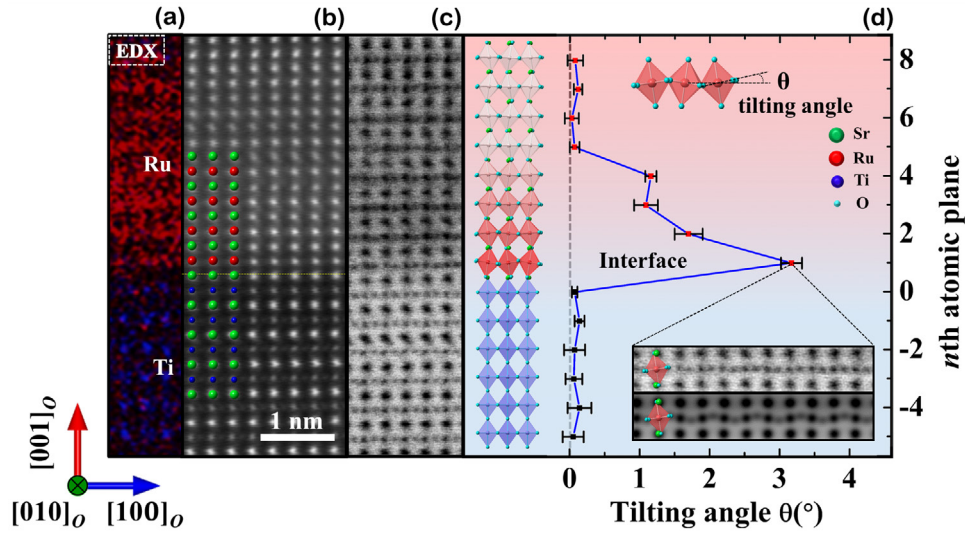 (a)
(b)
(c)
(d)
EDX
Ru
Ti
1 nm
[001]O
[010]O
[100]O
θ
tilting angle
Sr
Ru
Ti
O
Interface
8
6
4
2
0
-2
-4
nth atomic plane
0 1 2 3 4
Tilting angle θ(°)